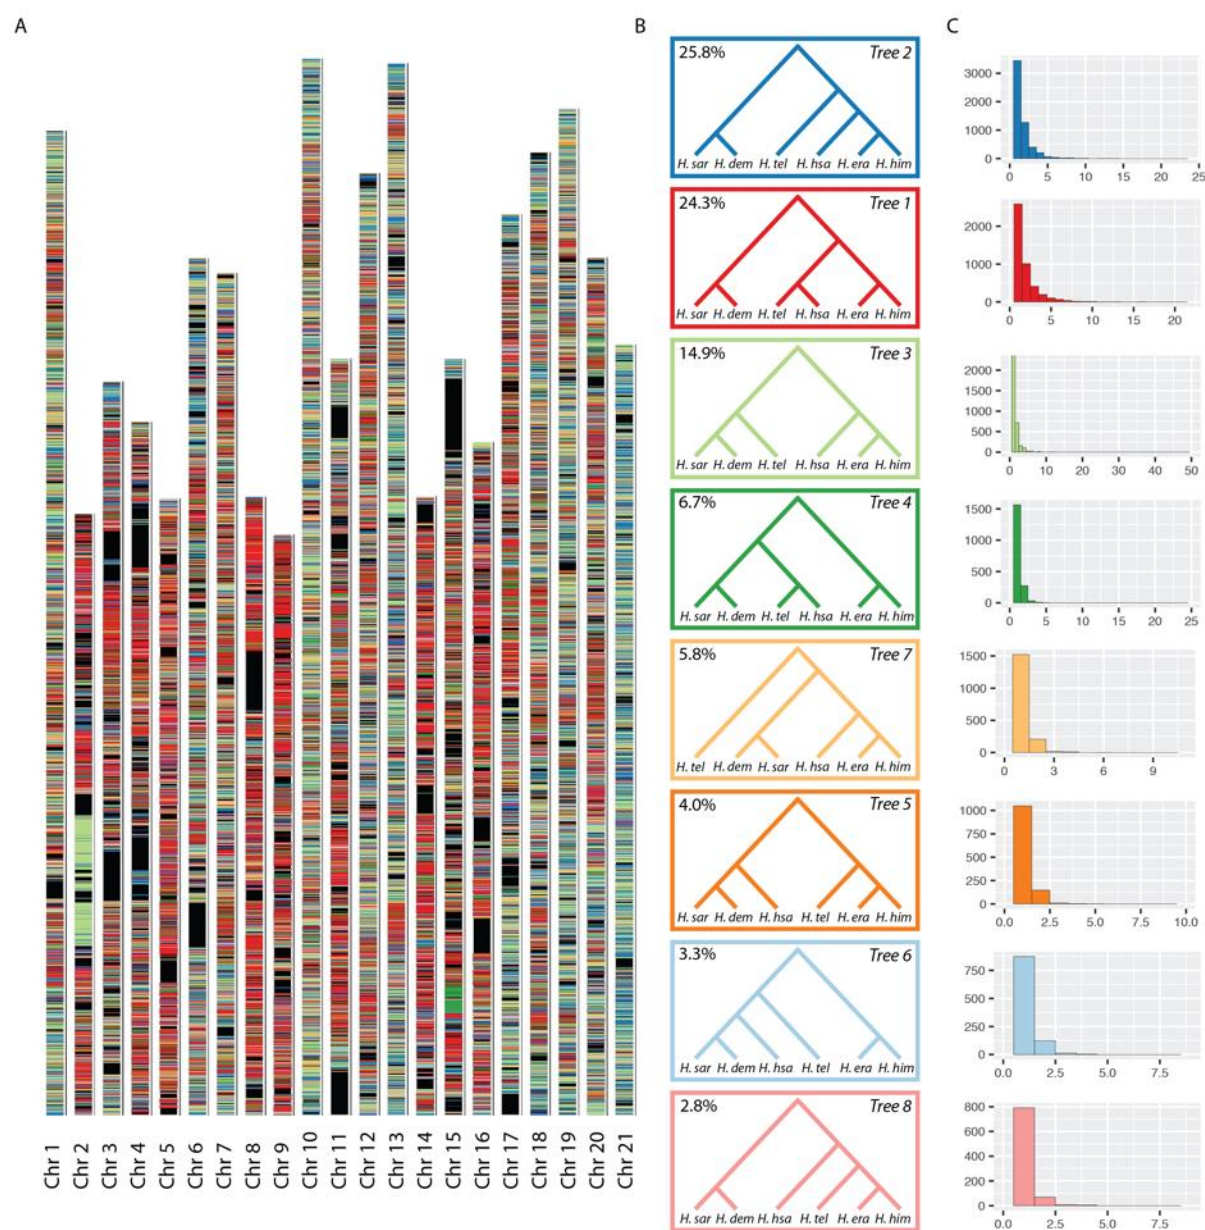 A
B
C
Chr 1
Chr 2
Chr 3
Chr 4
Chr 5
Chr 6
Chr 7
Chr 8
Chr 9
Chr 10
Chr 11
Chr 12
Chr 13
Chr 14
Chr 15
Chr 16
Chr 17
Chr 18
Chr 19
Chr 20
Chr 21
25.8% Tree 2
H. sar H. dem H. tel H. hsa H. era H. him
24.3% Tree 1
H. sar H. dem H. tel H. hsa H. era H. him
14.9% Tree 3
H. sar H. dem H. tel H. hsa H. era H. him
6.7% Tree 4
H. sar H. dem H. tel H. hsa H. era H. him
5.8% Tree 7
H. tel H. dem H. sar H. hsa H. era H. him
4.0% Tree 5
H. sar H. dem H. hsa H. tel H. era H. him
3.3% Tree 6
H. sar H. dem H. hsa H. tel H. era H. him
2.8% Tree 8
H. sar H. dem H. hsa H. tel H. era H. him
3000
2000
1000
0
0 5 10 15 20 25
2000
1000
0
0 5 10 15 20
2000
1500
1000
500
0
0 10 20 30 40 50
1500
1000
500
0
0 5 10 15 20 25
1500
1000
500
0
0 3 6 9
1000
750
500
250
0
0.0 2.5 5.0 7.5 10.0
750
500
250
0
0.0 2.5 5.0 7.5
800
600
400
200
0
0.0 2.5 5.0 7.5